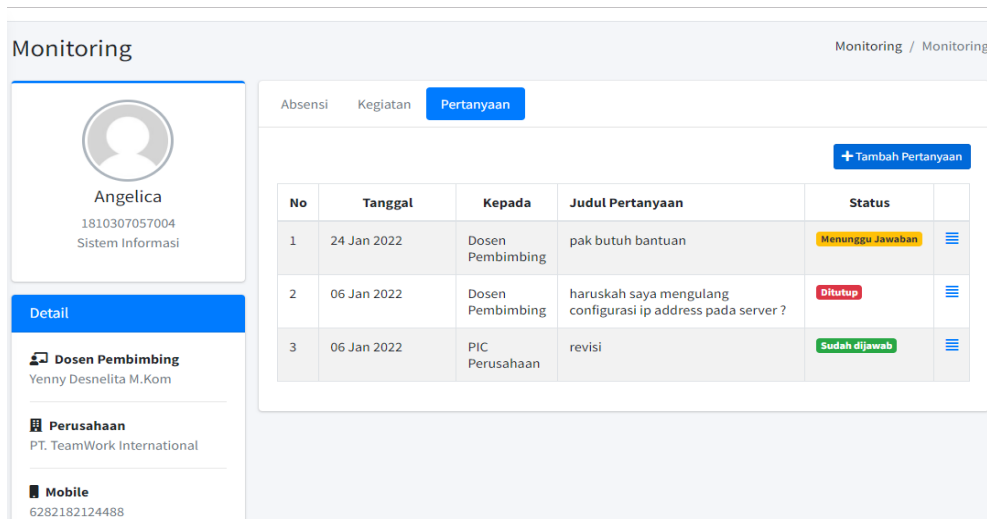 Monitoring
Monitoring / Monitoring
Angelica
1810307057004
Sistem Informasi
Detail
Dosen Pembimbing
Yenny Desnelita M.Kom
Perusahaan
PT. TeamWork International
Mobile
6282182124488
Absensi Kegiatan Pertanyaan
Tambah Pertanyaan
No Tanggal Kepada Judul Pertanyaan Status
1 24 Jan 2022 Dosen pak butuh bantuan Menunggu Jawaban
Pembimbing
2 06 Jan 2022 Dosen haruskah saya mengulang Ditutup
Pembimbing configurasi ip address pada server ?
3 06 Jan 2022 PIC revisi Sudah dijawab
Perusahaan